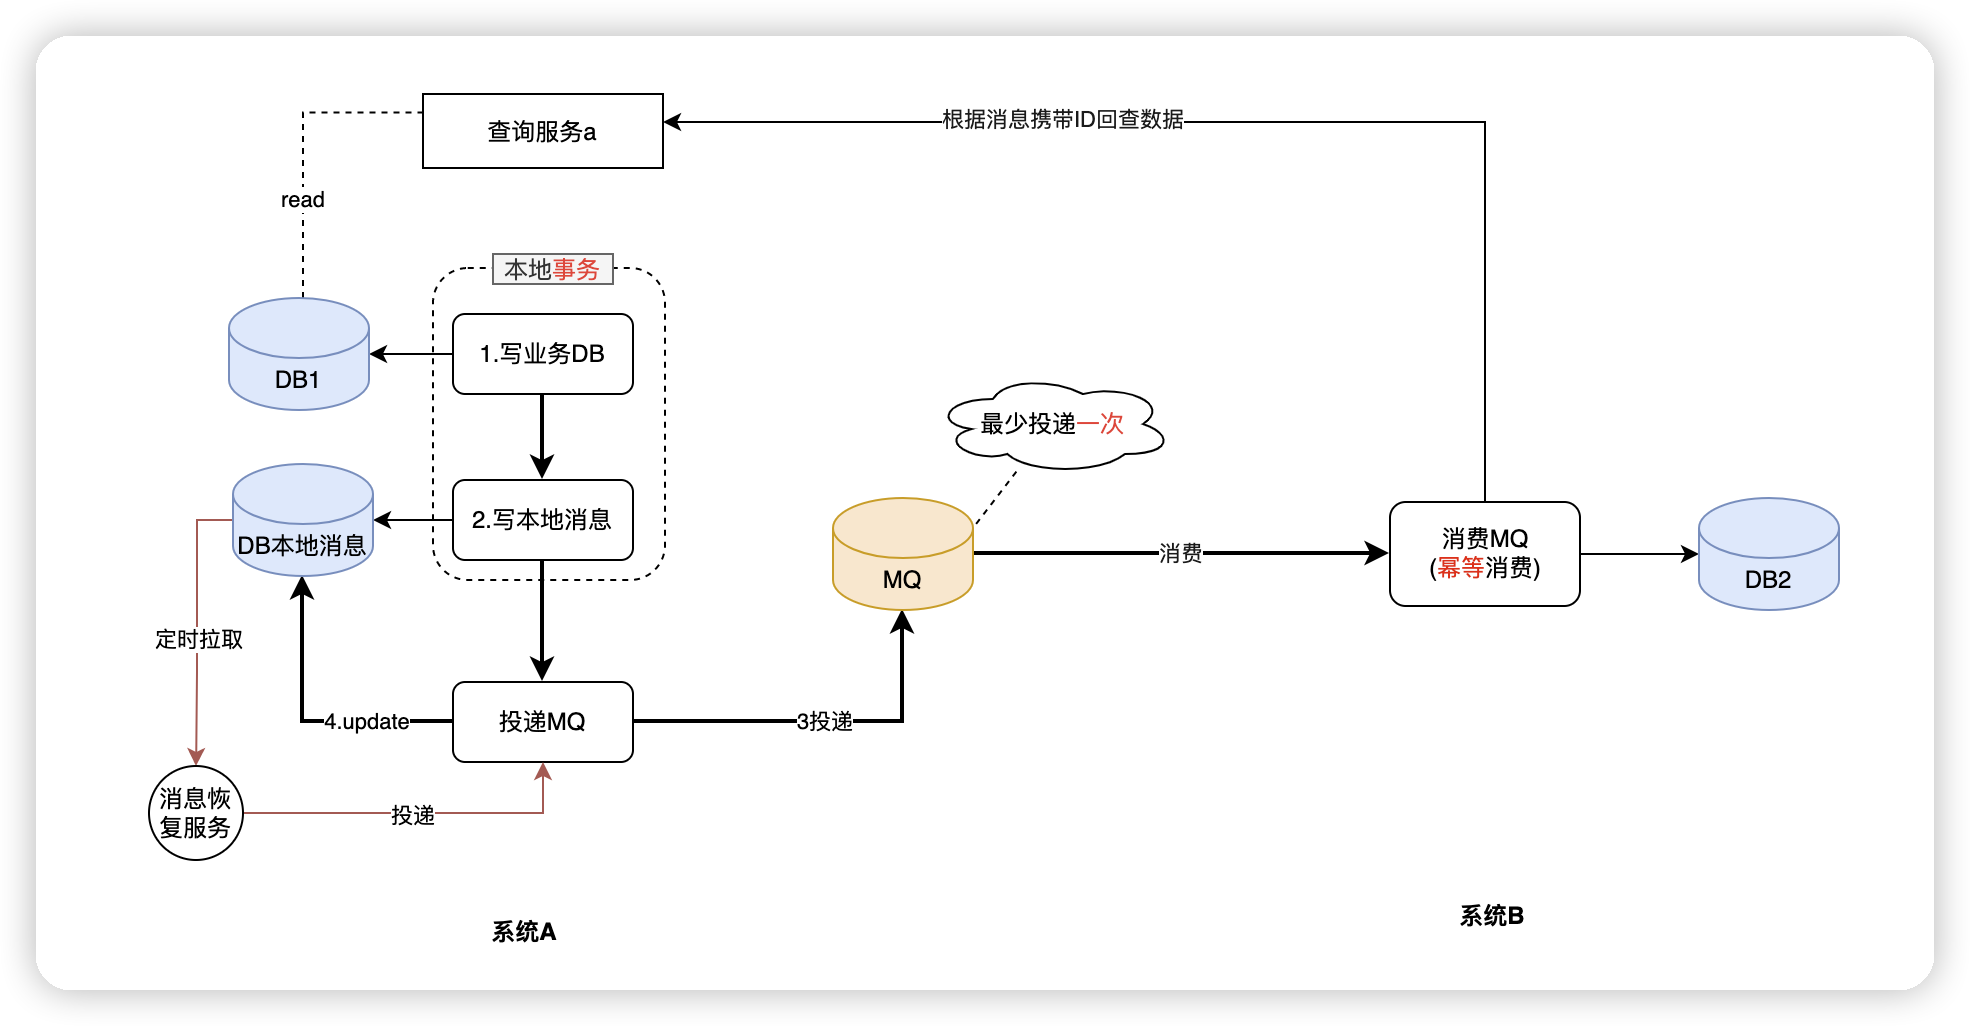 查询服务a
根据消息携带ID回查数据
read
本地事务
1.写业务DB
DB1
最少投递一次
2.写本地消息
DB本地消息
MQ
消费
消费MQ
(幂等消费)
DB2
定时拉取
4.update
投递MQ
3投递
消息恢
复服务
投递
系统A
系统B